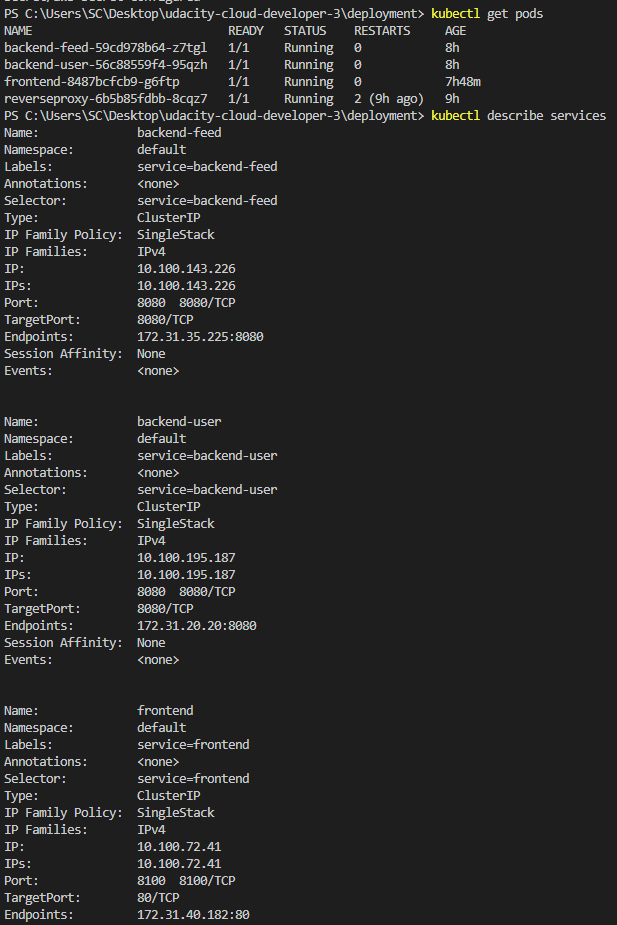 PS C:\Users\SC\Desktop\udacity-cloud-developer-3\deployment> kubectl get pods
NAME READY STATUS RESTARTS AGE
backend-feed-59cd978b64-z7tgl 1/1 Running 0 8h
backend-user-56c88559f4-95qzh 1/1 Running 0 8h
frontend-8487bcfcb9-g6ftp 1/1 Running 0 7h48m
reverseproxy-6b5b85fdbb-8cqz7 1/1 Running 2 (9h ago) 9h
PS C:\Users\SC\Desktop\udacity-cloud-developer-3\deployment> kubectl describe services
Name: backend-feed
Namespace: default
Labels: service=backend-feed
Annotations: <none>
Selector: service=backend-feed
Type: ClusterIP
IP Family Policy: SingleStack
IP Families: IPv4
IP: 10.100.143.226
IPs: 10.100.143.226
Port: 8080 8080/TCP
TargetPort: 8080/TCP
Endpoints: 172.31.35.225:8080
Session Affinity: None
Events: <none>
Name: backend-user
Namespace: default
Labels: service=backend-user
Annotations: <none>
Selector: service=backend-user
Type: ClusterIP
IP Family Policy: SingleStack
IP Families: IPv4
IP: 10.100.195.187
IPs: 10.100.195.187
Port: 8080 8080/TCP
TargetPort: 8080/TCP
Endpoints: 172.31.20.20:8080
Session Affinity: None
Events: <none>
Name: frontend
Namespace: default
Labels: service=frontend
Annotations: <none>
Selector: service=frontend
Type: ClusterIP
IP Family Policy: SingleStack
IP Families: IPv4
IP: 10.100.72.41
IPs: 10.100.72.41
Port: 8100 8100/TCP
TargetPort: 80/TCP
Endpoints: 172.31.40.182:80